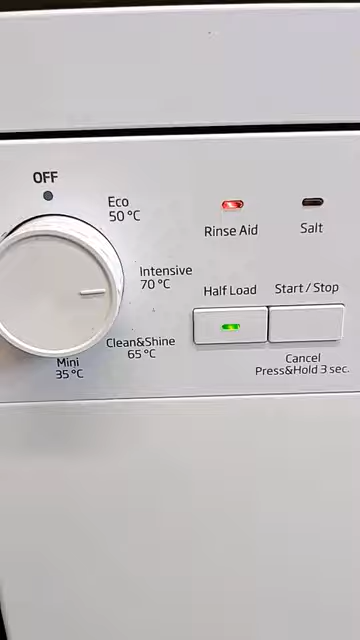 OFF
Eco
50 °C
Intensive
70 °C
Clean&Shine
65 °C
Mini
35 °C
Rinse Aid
Salt
Half Load
Start / Stop
Cancel
Press&Hold 3 sec.